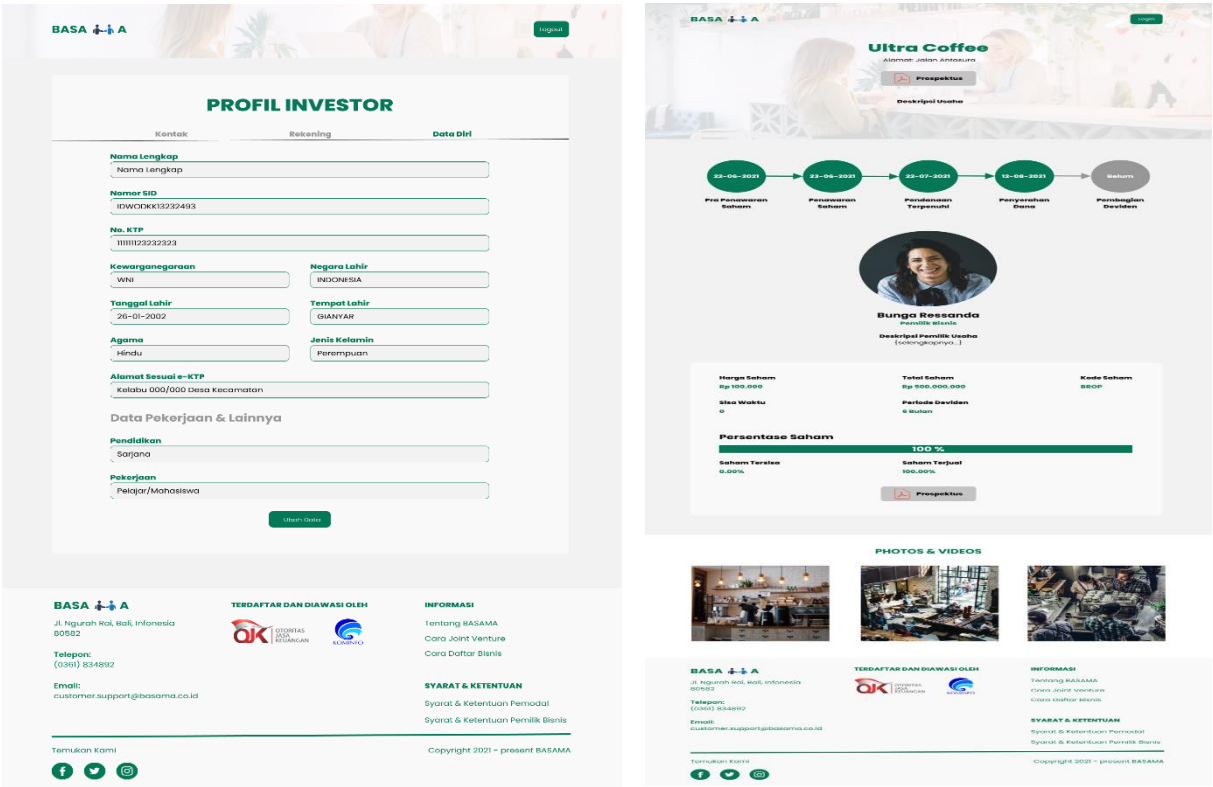 BASA A
Logout
PROFIL INVESTOR
Kontak
Rekening
Data Diri
Nama Lengkap
Nama Lengkap
Nomor SID
IDWODKK13232493
No. KTP
111111123232323
Kewarganegaraan
Negara Lahir
WNI
INDONESIA
Tanggal Lahir
Tempat Lahir
26-01-2002
GIANYAR
Agama
Jenis Kelamin
Hindu
Perempuan
Alamat Sesuai e-KTP
Kelabu 000/000 Desa Kecamatan
Data Pekerjaan & Lainnya
Pendidikan
Sarjana
Pekerjaan
Pelajar/Mahasiswa
Ubah Data
BASA A
Jl. Ngurah Rai, Bali, Infonesia
80582
Telepon:
(0361) 834892
Email:
customer.support@basama.co.id
TERDAFTAR DAN DIAWASI OLEH
OJK OTORITAS
JASA
KEUANGAN
KOMINFO
INFORMASI
Tentang BASAMA
Cara Joint Venture
Cara Daftar Bisnis
SYARAT & KETENTUAN
Syarat & Ketentuan Pemodal
Syarat & Ketentuan Pemilik Bisnis
Temukan Kami
Copyright 2021 - present BASAMA
BASA A
Login
Ultra Coffee
Alamat: Jalan Antasura
Prospektus
Deskripsi Usaha
22-06-2021
23-06-2021
22-07-2021
12-08-2021
Belum
Pra Penawaran
Saham
Penawaran
Saham
Pendanaan
Terpenuhi
Penyerahan
Dana
Pembagian
Deviden
Bunga Ressanda
Pemilik Bisnis
Deskripsi Pemilik Usaha
(selengkapnya...)
Harga Saham
Total Saham
Kode Saham
Rp 100.000
Rp 500.000.000
BROP
Sisa Waktu
Periode Deviden
0
6 Bulan
Persentase Saham
100 %
Saham Tersisa
Saham Terjual
0.00%
100.00%
Prospektus
PHOTOS & VIDEOS
BASA A
Jl. Ngurah Rai, Bali, Infonesia
80582
Telepon:
(0361) 834892
Email:
customer.support@basama.co.id
TERDAFTAR DAN DIAWASI OLEH
OJK OTORITAS
JASA
KEUANGAN
KOMINFO
INFORMASI
Tentang BASAMA
Cara Joint Venture
Cara Daftar Bisnis
SYARAT & KETENTUAN
Syarat & Ketentuan Pemodal
Syarat & Ketentuan Pemilik Bisnis
Temukan Kami
Copyright 2021 - present BASAMA